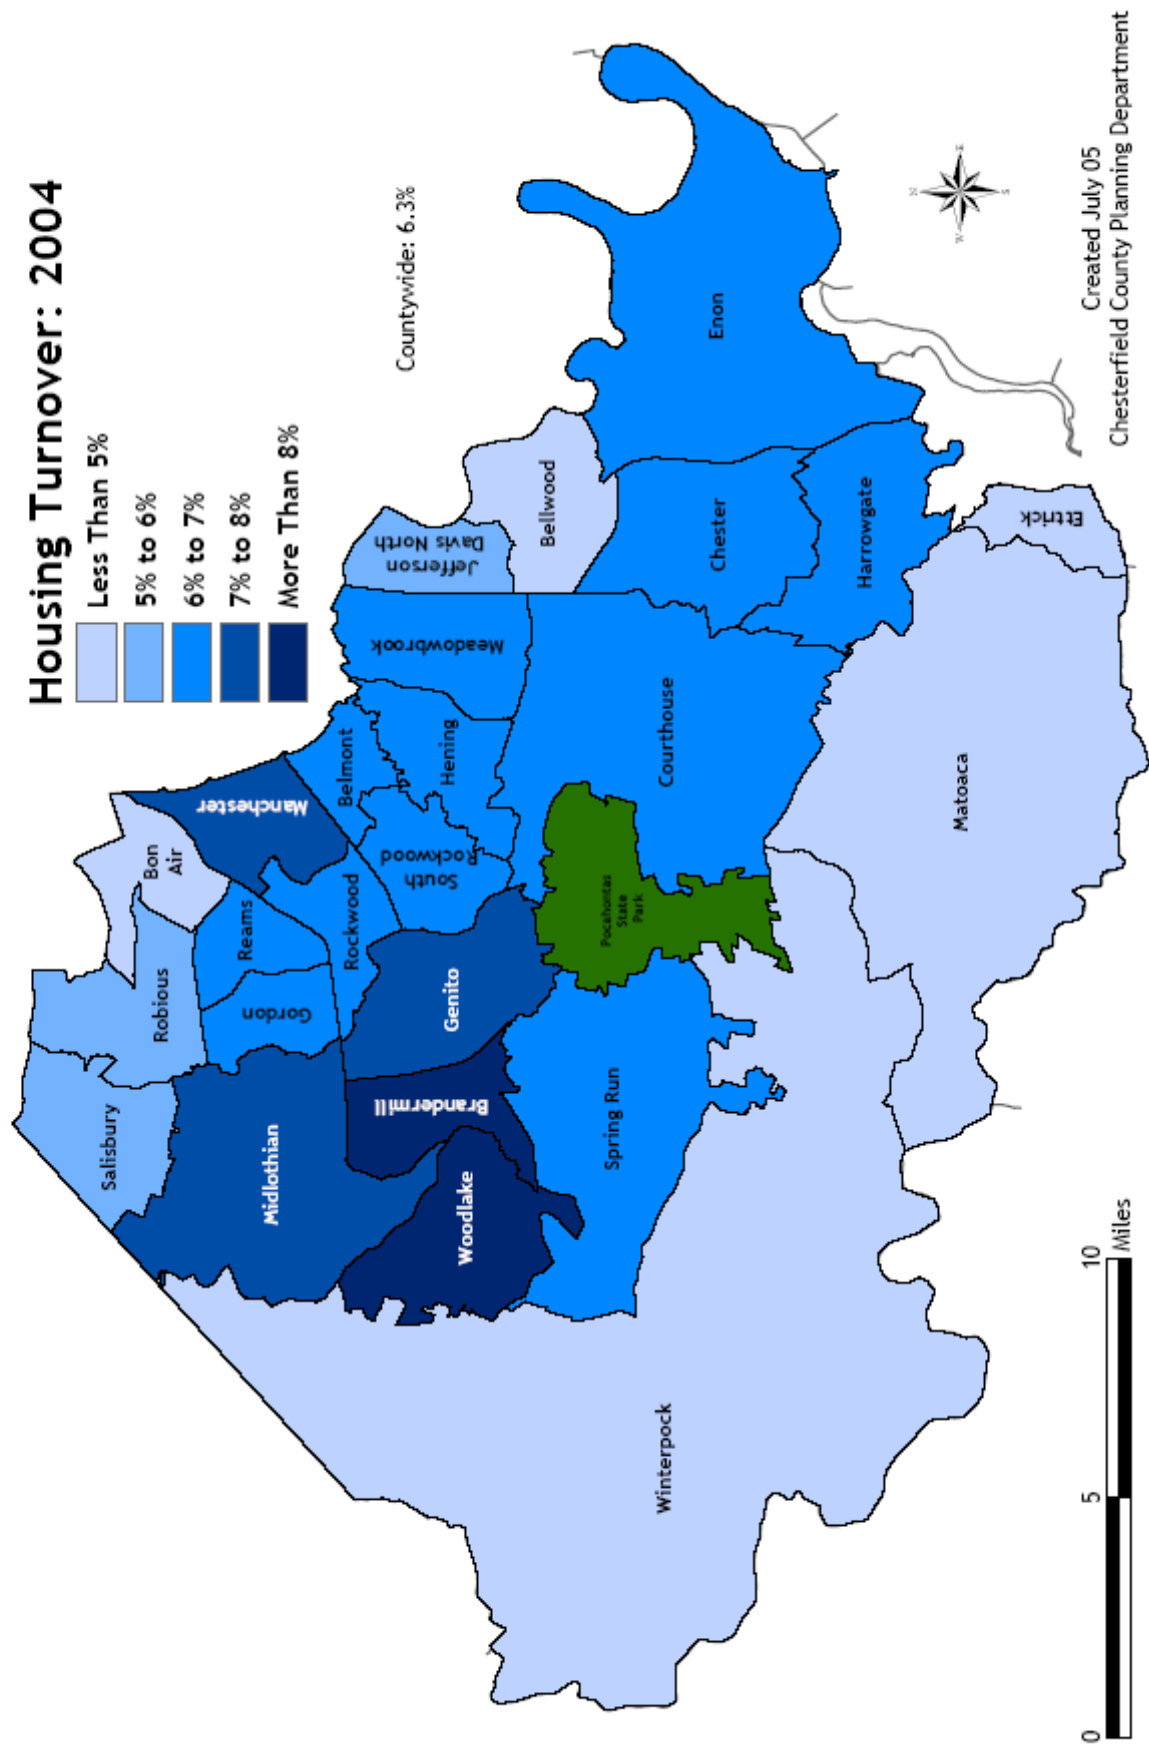 Housing Turnover: 2004
Less Than 5%
5% to 6%
6% to 7%
7% to 8%
More Than 8%
Countywide: 6.3%
Salisbury
Robious
Bon
Air
Midlothian
Gordon
Reams
Manchester
Rockwood
Belmont
Brandermill
Woodlake
Genito
South
Rockwood
Hening
Meadowbrook
Jefferson
Davis North
Bellwood
Spring Run
Pocahontas
State
Park
Courthouse
Chester
Enon
Winterpock
Harrowgate
Matoaca
Ettrick
N
W
E
S
0
5
10
Miles
Created July 05
Chesterfield County Planning Department